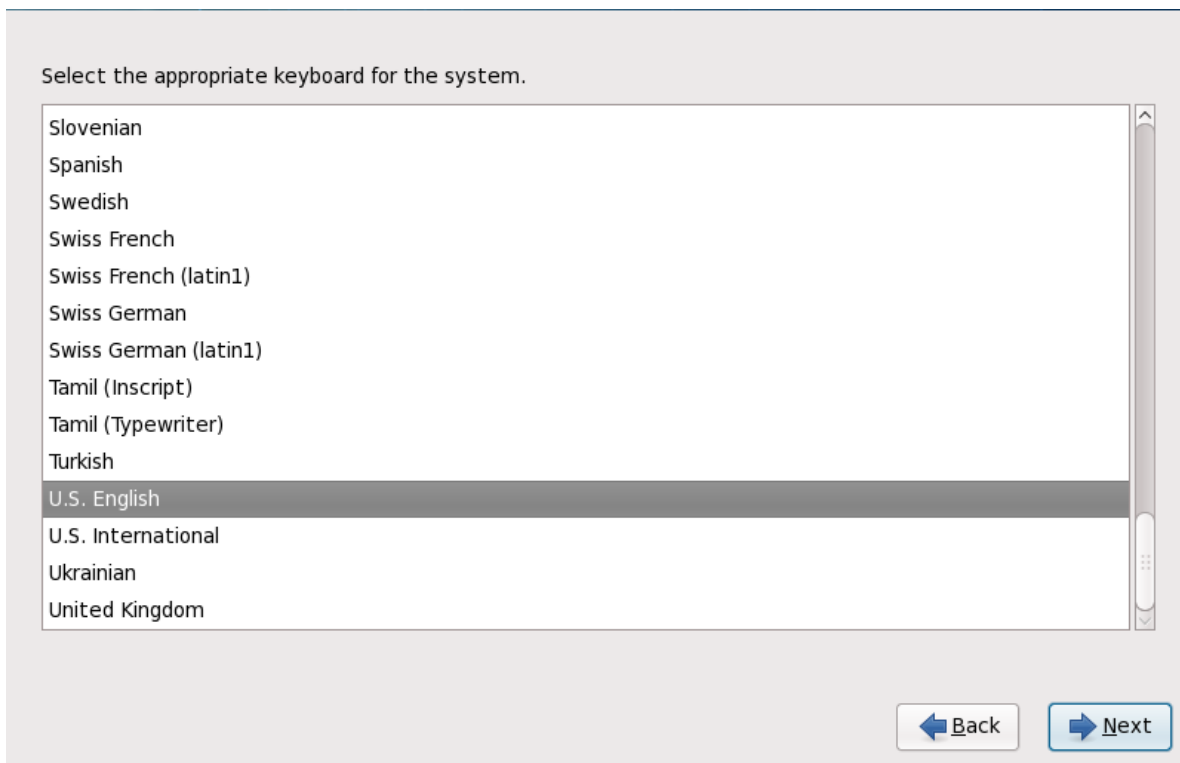 Select the appropriate keyboard for the system.
Slovenian
Spanish
Swedish
Swiss French
Swiss French (latin1)
Swiss German
Swiss German (latin1)
Tamil (Inscript)
Tamil (Typewriter)
Turkish
U.S. English
U.S. International
Ukrainian
United Kingdom
Back
Next